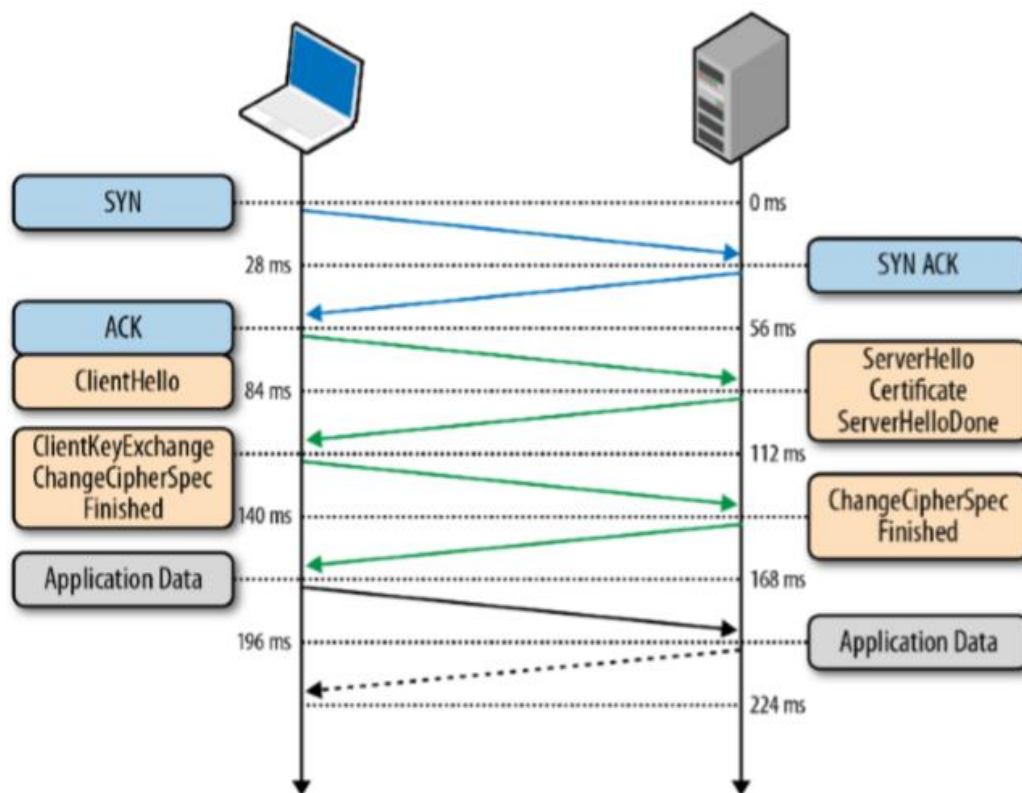 SYN
0 ms
28 ms
SYN ACK
ACK
56 ms
ClientHello
84 ms
ServerHello
Certificate
ServerHelloDone
ClientKeyExchange
ChangeCipherSpec
Finished
112 ms
140 ms
ChangeCipherSpec
Finished
Application Data
168 ms
196 ms
Application Data
224 ms